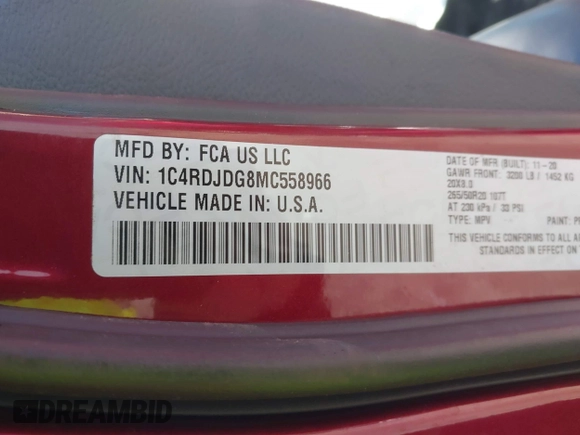 MFD BY: FCA US LLC
VIN: 1C4RDJDG8MC558966
VEHICLE MADE IN: U.S.A.
DATE OF MFR (BUILT): 11-20
GAWR FRONT: 3200 LB / 1452 KG
20X8.0
265/50R20 107T
AT 230 kPa / 33 PSI
TYPE: MPV PAINT:
THIS VEHICLE CONFORMS TO ALL
STANDARDS IN EFFECT ON
DREAMBID